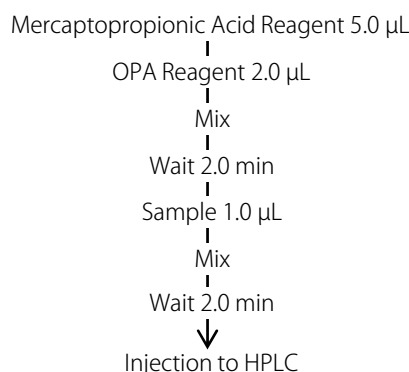 Mercaptopropionic Acid Reagent 5.0 µL
OPA Reagent 2.0 µL
Mix
Wait 2.0 min
Sample 1.0 µL
Mix
Wait 2.0 min
Injection to HPLC